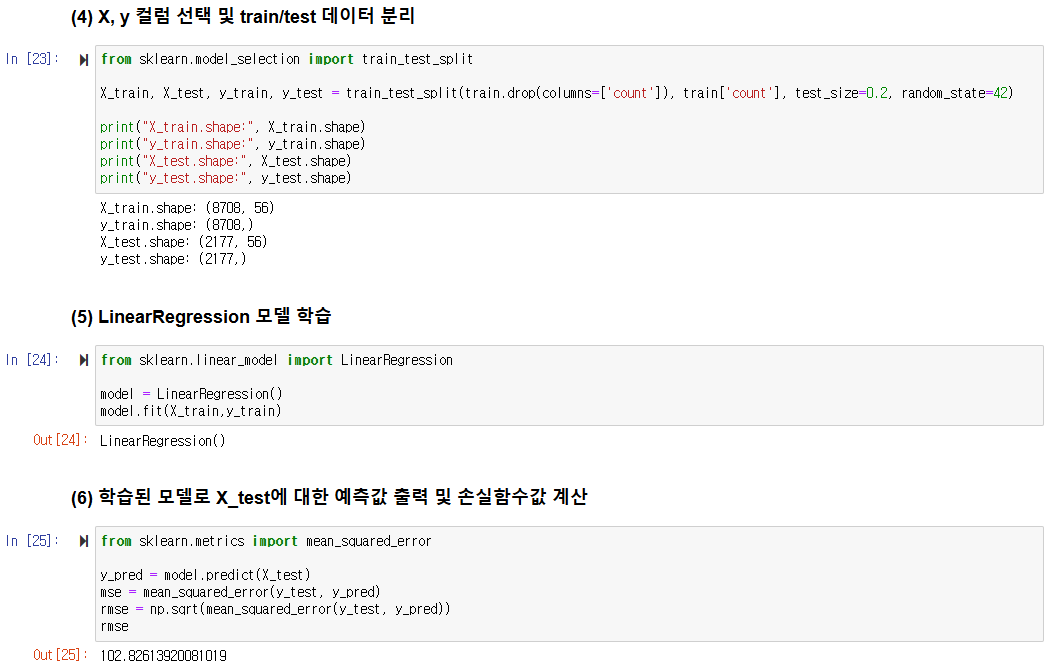 (4) X, y 컬럼 선택 및 train/test 데이터 분리
In [23]:
from sklearn.model_selection import train_test_split
X_train, X_test, y_train, y_test = train_test_split(train.drop(columns=['count']), train['count'], test_size=0.2, random_state=42)
print("X_train.shape:", X_train.shape)
print("y_train.shape:", y_train.shape)
print("X_test.shape:", X_test.shape)
print("y_test.shape:", y_test.shape)
X_train.shape: (8708, 56)
y_train.shape: (8708,)
X_test.shape: (2177, 56)
y_test.shape: (2177,)
(5) LinearRegression 모델 학습
In [24]:
from sklearn.linear_model import LinearRegression
model = LinearRegression()
model.fit(X_train,y_train)
Out[24]: LinearRegression()
(6) 학습된 모델로 X_test에 대한 예측값 출력 및 손실함수값 계산
In [25]:
from sklearn.metrics import mean_squared_error
y_pred = model.predict(X_test)
mse = mean_squared_error(y_test, y_pred)
rmse = np.sqrt(mean_squared_error(y_test, y_pred))
rmse
Out[25]: 102.82613920081019